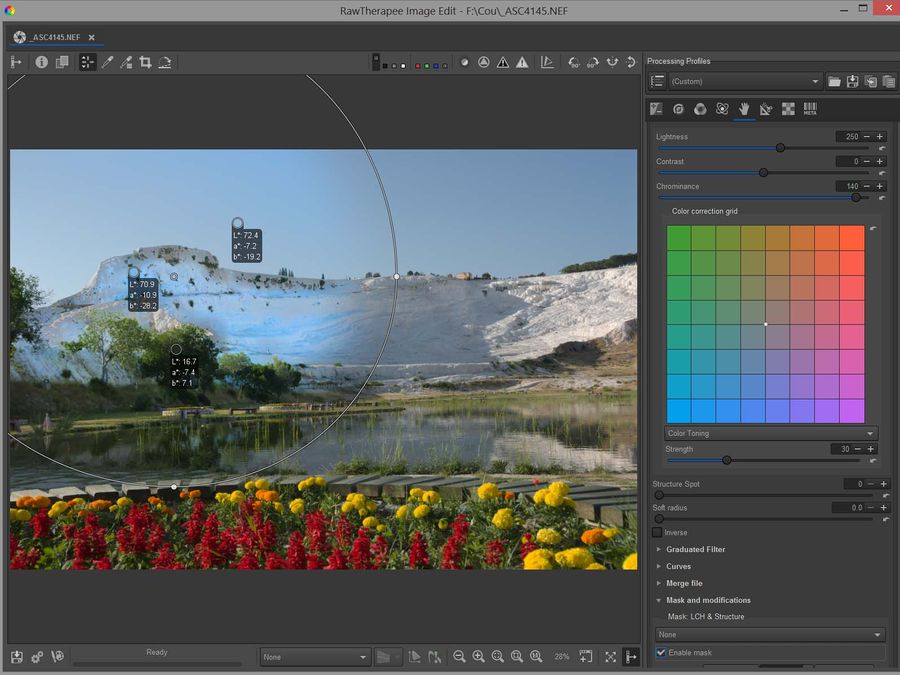 RawTherapee Image Edit - F:\Cou\_ASC4145.NEF
_ASC4145.NEF
Processing Profiles
(Custom)
META
Lightness 250
Contrast 0
Chrominance 140
Color correction grid
L*: 72.4
a*: -7.2
b*: -19.2
L*: 70.9
a*: -10.9
b*: -28.2
L*: 16.7
a*: -7.4
b*: 7.1
Color Toning
Strength 30
Structure Spot 0
Soft radius 0.0
Inverse
Graduated Filter
Curves
Merge file
Mask and modifications
Mask: LCH & Structure
None
Enable mask
Ready
None
28%